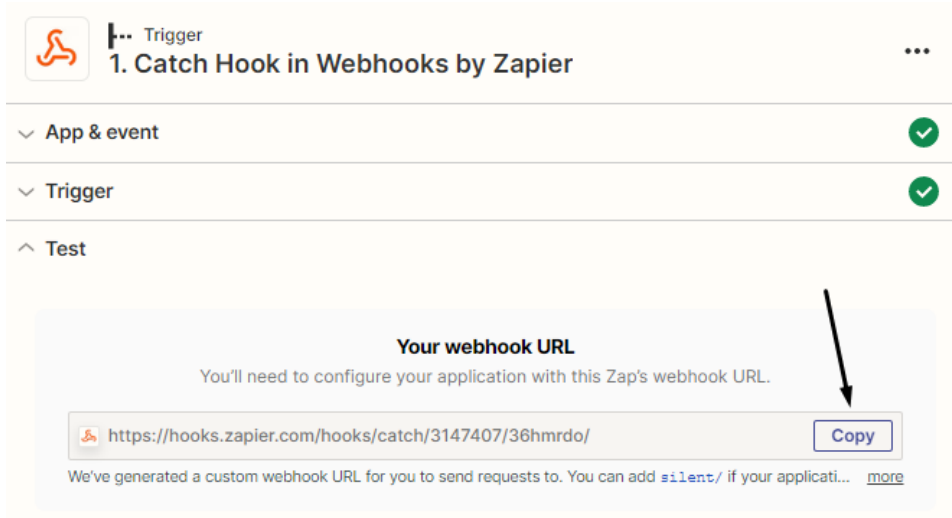 Trigger
1. Catch Hook in Webhooks by Zapier
App & event
Trigger
Test
Your webhook URL
You'll need to configure your application with this Zap's webhook URL.
https://hooks.zapier.com/hooks/catch/3147407/36hmrdo/ Copy
We've generated a custom webhook URL for you to send requests to. You can add silent/ if your applicati... more